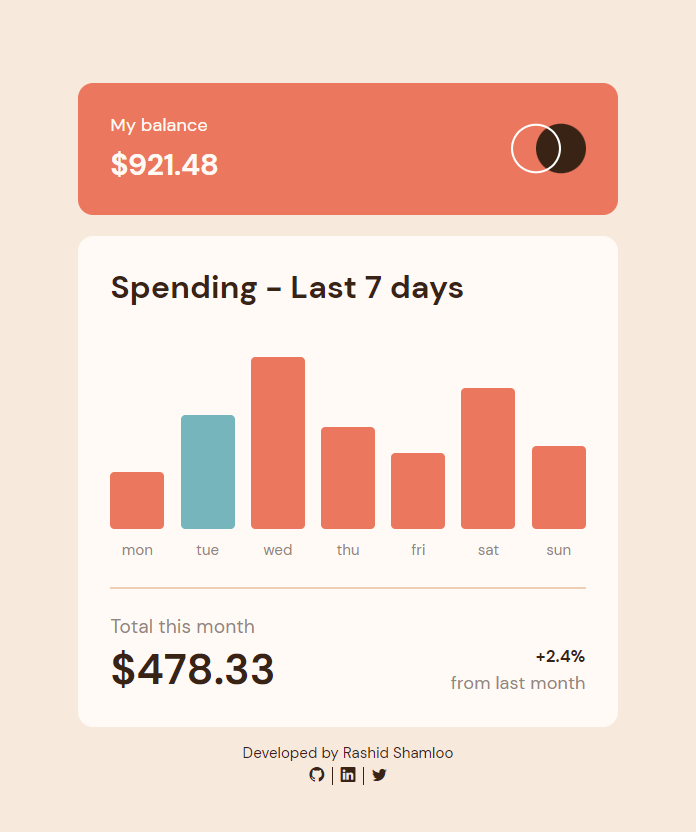 My balance
$921.48
Spending - Last 7 days
mon tue wed thu fri sat sun
Total this month
$478.33
+2.4%
from last month
Developed by Rashid Shamloo